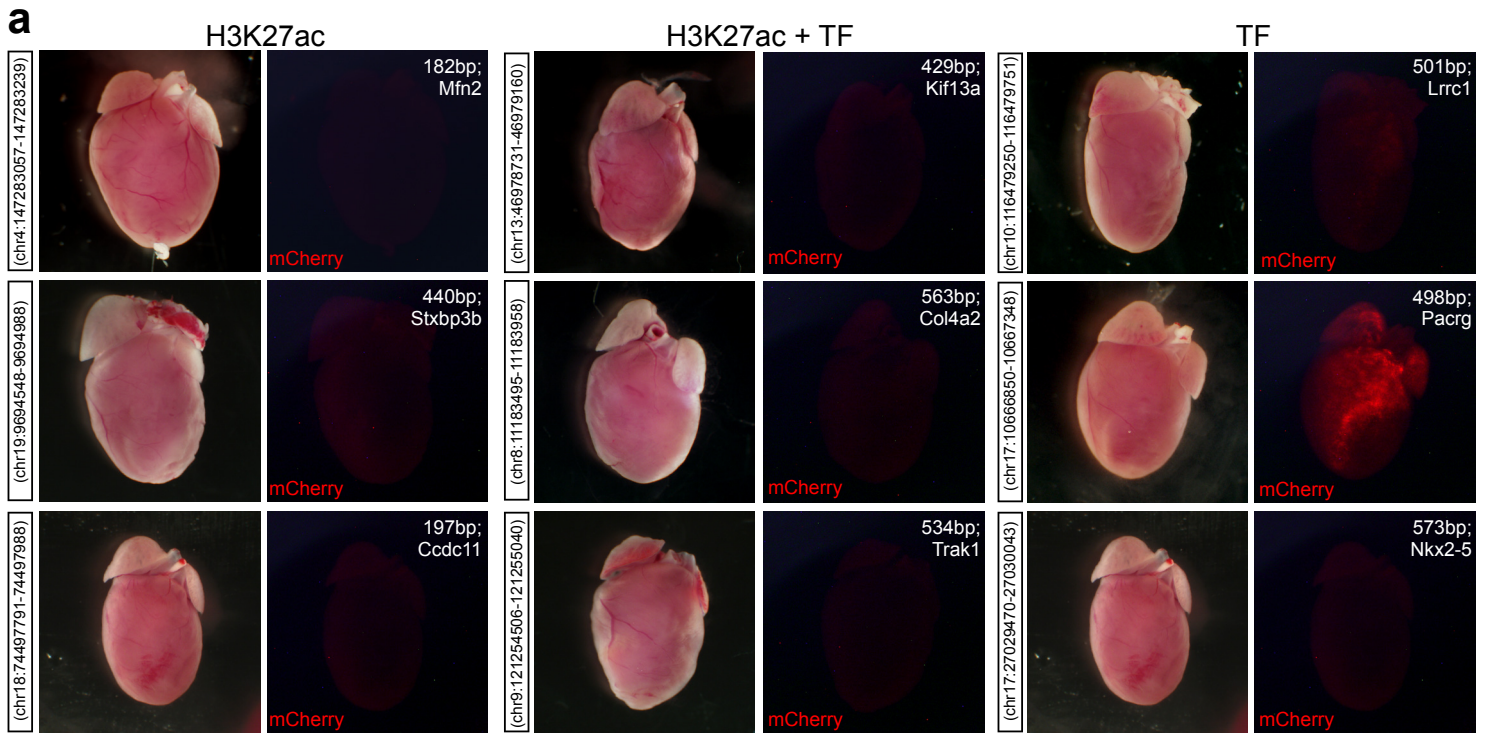 a
H3K27ac
H3K27ac + TF
TF
(chr4:147283057-147283239)
182bp;
Mfn2
mCherry
(chr13:46978731-46979160)
429bp;
Kif13a
mCherry
(chr10:116479250-116479751)
501bp;
Lrrc1
mCherry
(chr19:9694548-9694988)
440bp;
Stxbp3b
mCherry
(chr8:11183495-11183958)
563bp;
Col4a2
mCherry
(chr17:10666850-10667348)
498bp;
Pacrg
mCherry
(chr18:74497791-74497988)
197bp;
Ccdc11
mCherry
(chr9:121254506-121255040)
534bp;
Trak1
mCherry
(chr17:27029470-27030043)
573bp;
Nkx2-5
mCherry